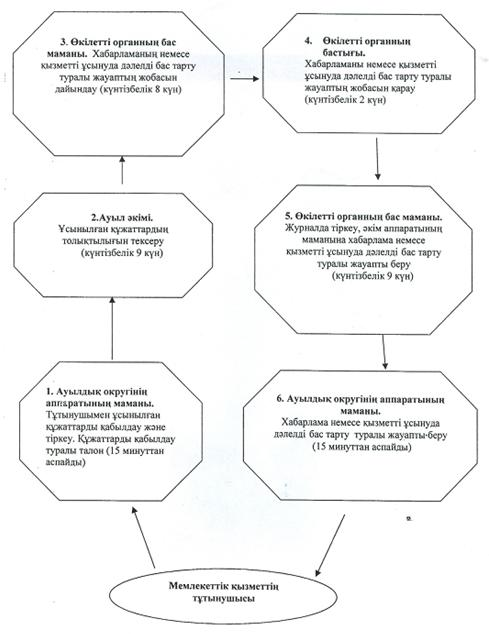 3. Өкілетті органның бас
маманы. Хабарламаның немесе
қызметті ұсынуда дәлелді бас тарту
туралы жауаптың жобасын
дайындау (күнтізбелік 8 күн)
4. Өкілетті органның
бастығы.
Хабарламаны немесе қызметті
ұсынуда дәлелді бас тарту туралы
жауаптың жобасын қарау
(күнтізбелік 2 күн)
2.Ауыл әкімі.
Ұсынылған құжаттардың
толықтылығын тексеру
(күнтізбелік 9 күн)
5. Өкілетті органның бас маманы.
Журналда тіркеу, әкім аппаратының
маманына хабарлама немесе
қызметті ұсынуда дәлелді бас тарту
туралы жауапты беру
(күнтізбелік 9 күн)
1. Ауылдық округінің
аппаратының маманы.
Тұтынушымен ұсынылған
құжаттарды қабылдау және
тіркеу. Құжаттарды қабылдау
туралы талон (15 минуттан
аспайды)
6. Ауылдық округінің аппаратының
маманы.
Хабарлама немесе қызметті ұсынуда
дәлелді бас тарту туралы жауапты беру
(15 минуттан аспайды)
Мемлекеттік қызметтің
тұтынушысы